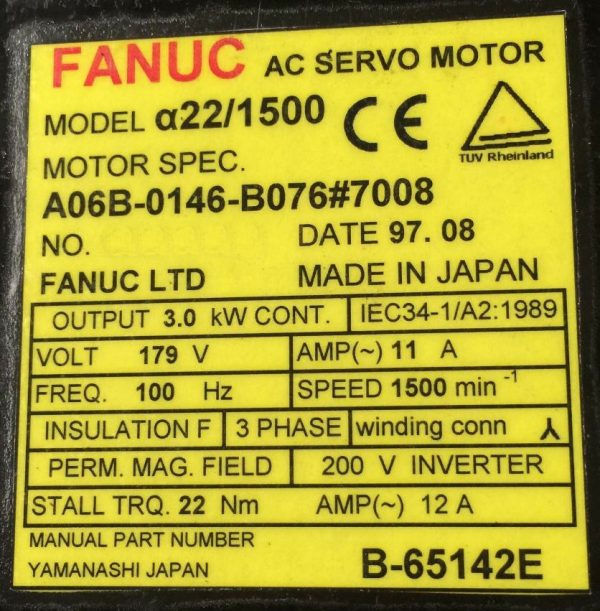 FANUC AC SERVO MOTOR
MODEL α22/1500 CE
TUV Rheinland
MOTOR SPEC.
A06B-0146-B076#7008
NO. DATE 97. 08
FANUC LTD MADE IN JAPAN
OUTPUT 3.0 kW CONT. IEC34-1/A2:1989
VOLT 179 V AMP(~) 11 A
FREQ. 100 Hz SPEED 1500 min -1
INSULATION F 3 PHASE winding conn
PERM. MAG. FIELD 200 V INVERTER
STALL TRQ. 22 Nm AMP(~) 12 A
MANUAL PART NUMBER
YAMANASHI JAPAN B-65142E